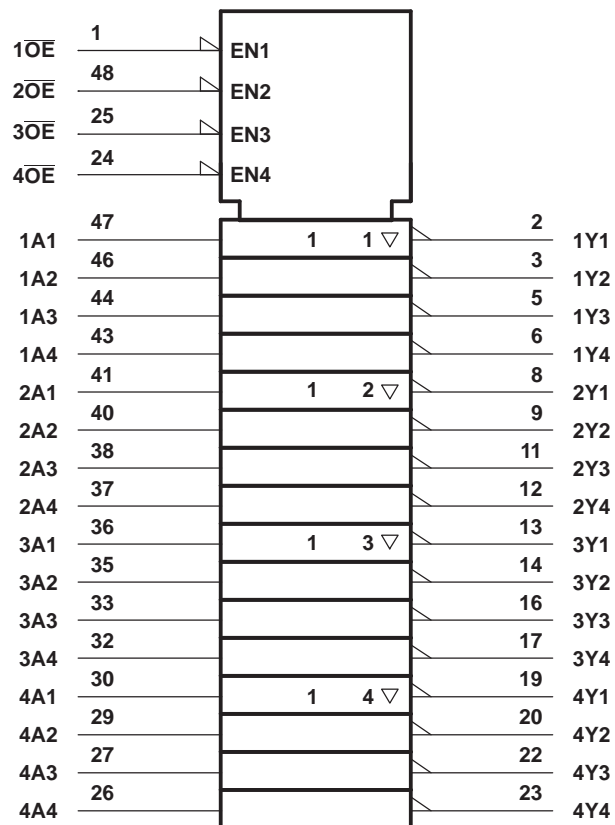 1O̅E̅ 1 EN1
2O̅E̅ 48 EN2
3O̅E̅ 25 EN3
4O̅E̅ 24 EN4
1A1 47 1 1 ▽ 2 1Y1
1A2 46 3 1Y2
1A3 44 5 1Y3
1A4 43 6 1Y4
2A1 41 1 2 ▽ 8 2Y1
2A2 40 9 2Y2
2A3 38 11 2Y3
2A4 37 12 2Y4
3A1 36 1 3 ▽ 13 3Y1
3A2 35 14 3Y2
3A3 33 16 3Y3
3A4 32 17 3Y4
4A1 30 1 4 ▽ 19 4Y1
4A2 29 20 4Y2
4A3 27 22 4Y3
4A4 26 23 4Y4